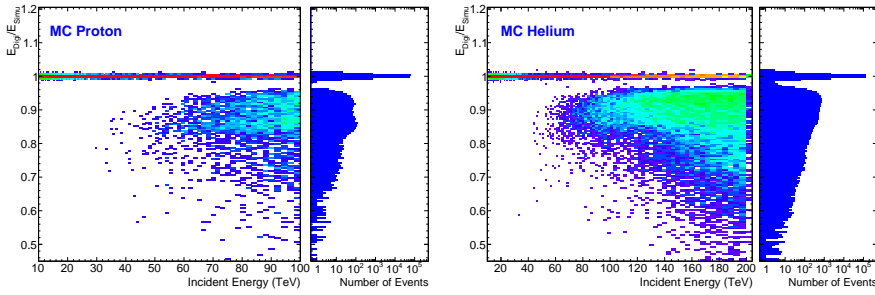 1.2
1.1
1
0.9
0.8
0.7
0.6
0.5
E_Digi/E_Simu
MC Proton
10 20 30 40 50 60 70 80 90 100
Incident Energy (TeV)
1 10 10² 10³ 10⁴ 10⁵
Number of Events
1.2
1.1
1
0.9
0.8
0.7
0.6
0.5
E_Digi/E_Simu
MC Helium
20 40 60 80 100 120 140 160 180 200
Incident Energy (TeV)
1 10 10² 10³ 10⁴ 10⁵
Number of Events